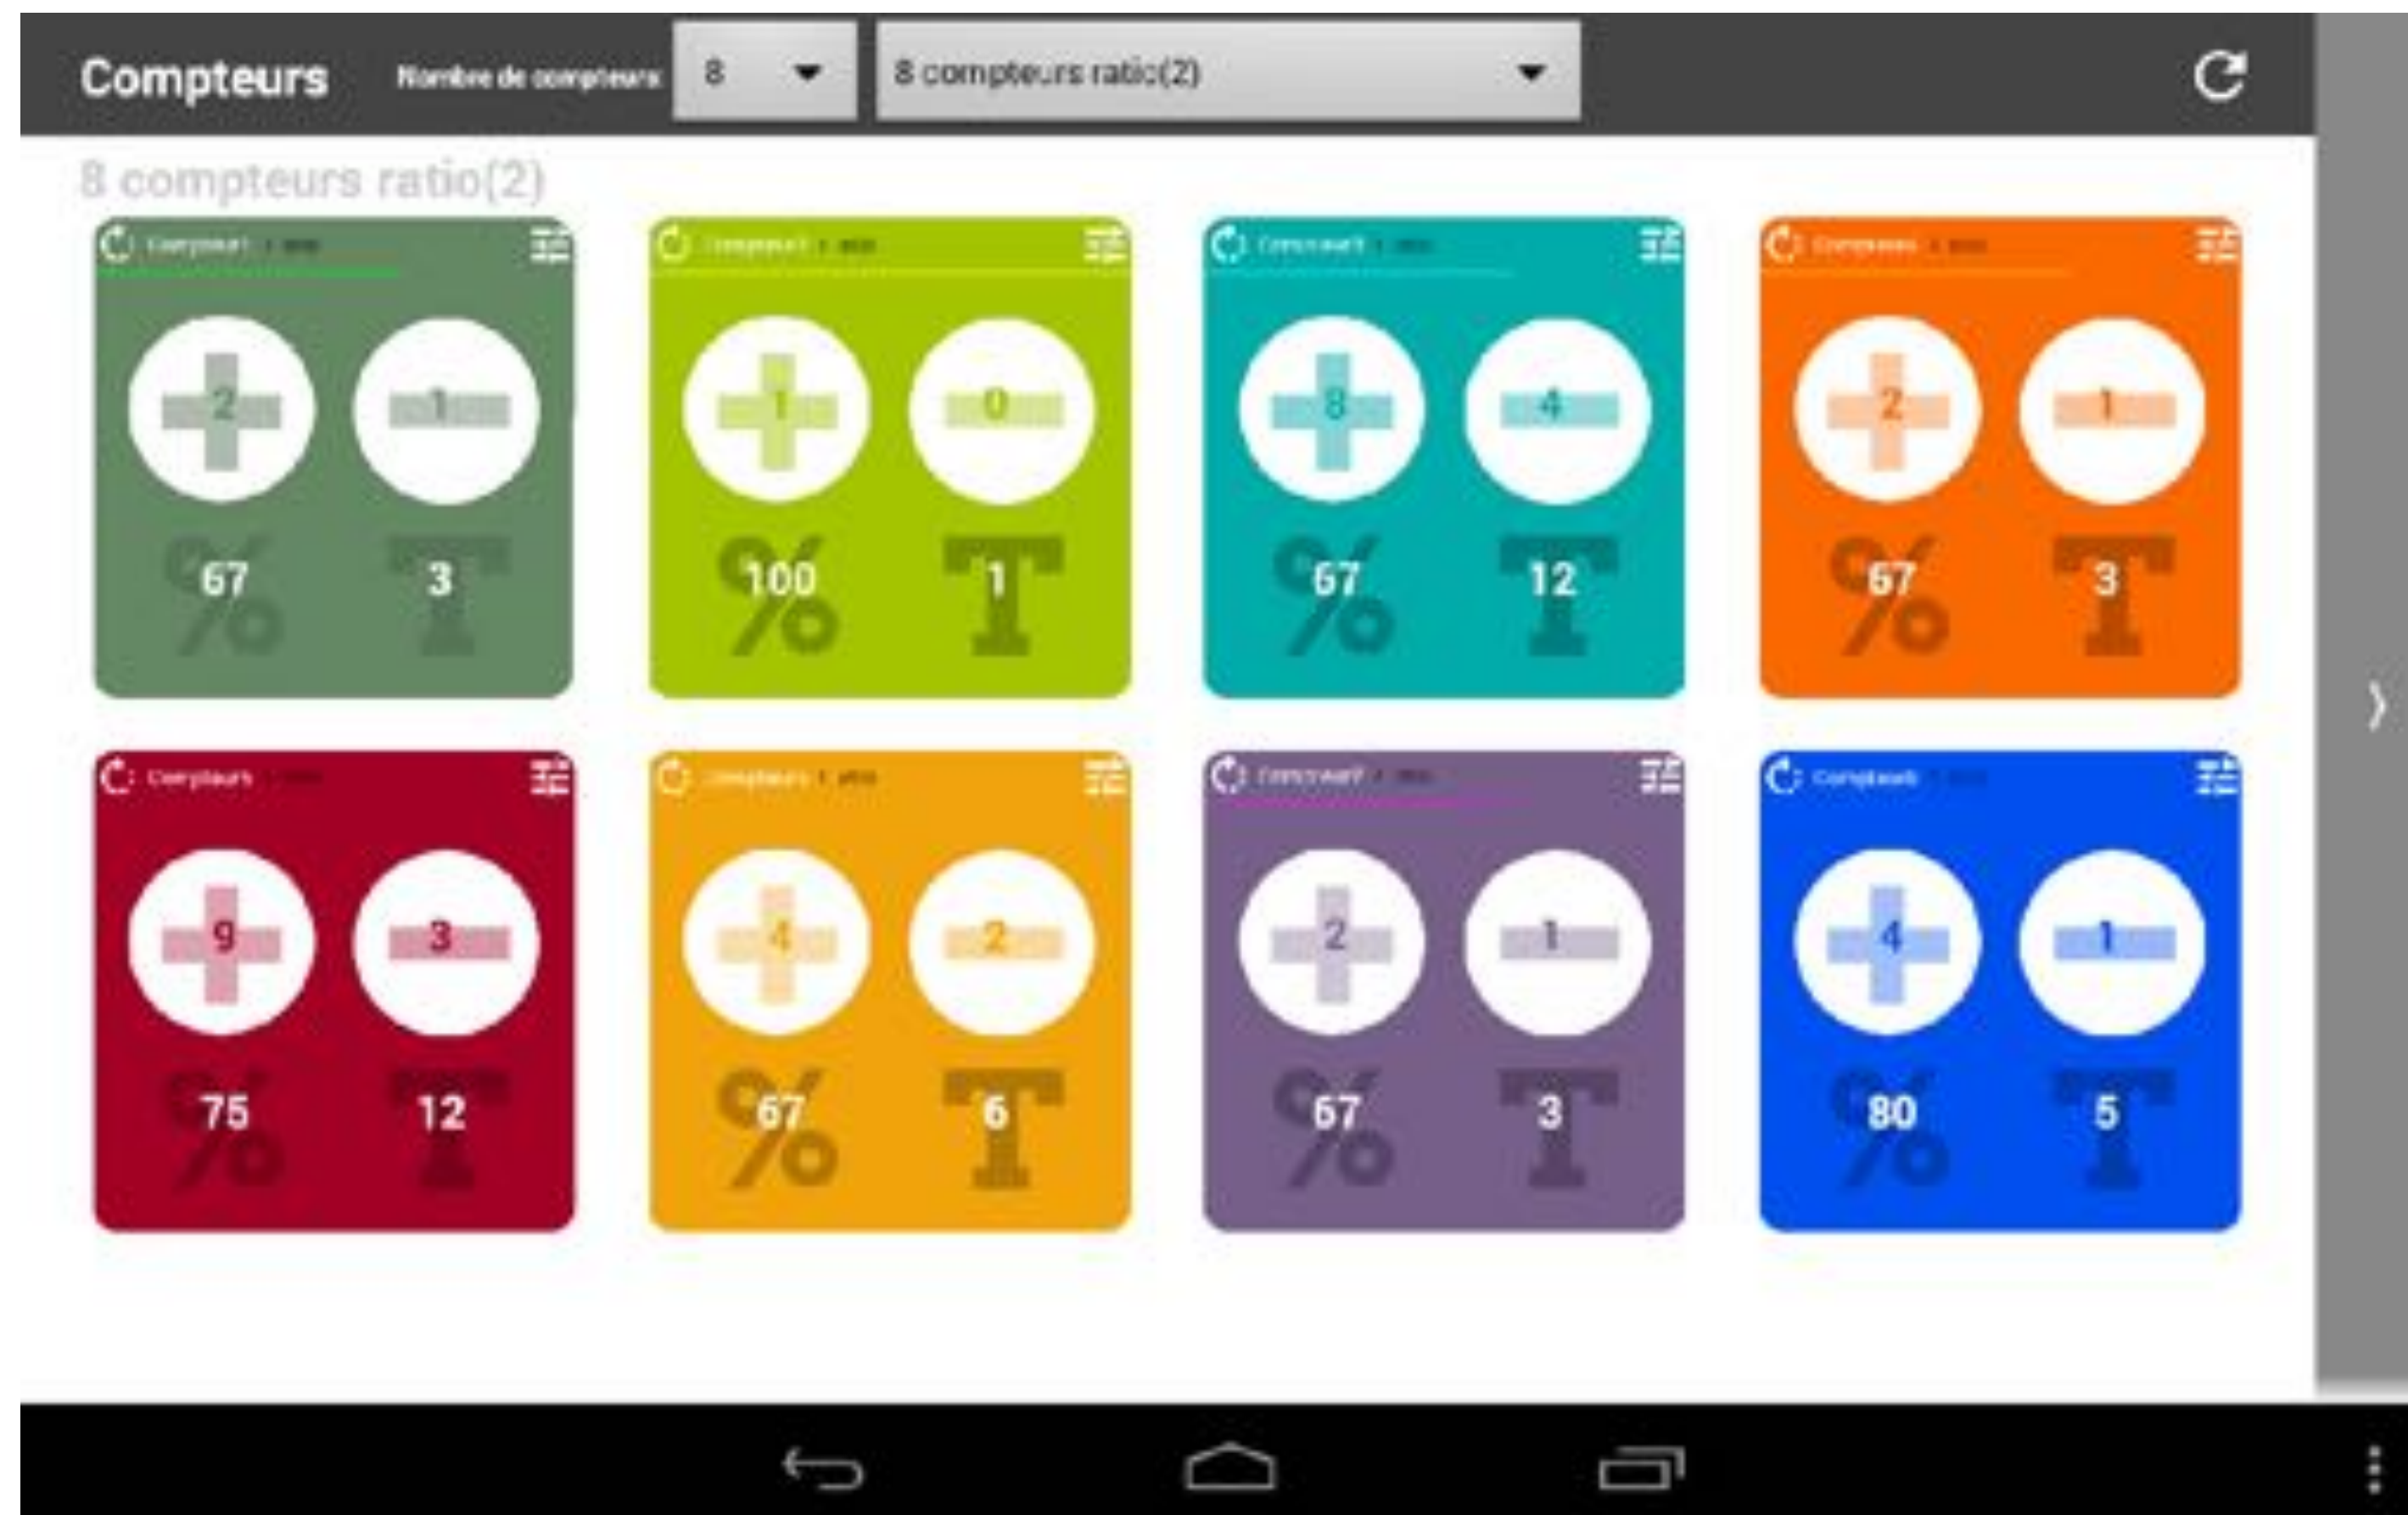 Compteurs Nombre de compteurs: 8 8 compteurs ratio(2)
8 compteurs ratio(2)
2 1 1 0 8 4 2 1
% T % T % T % T
67 3 100 1 67 12 67 3
9 3 4 2 2 1 4 1
% T % T % T % T
75 12 67 6 67 3 80 5